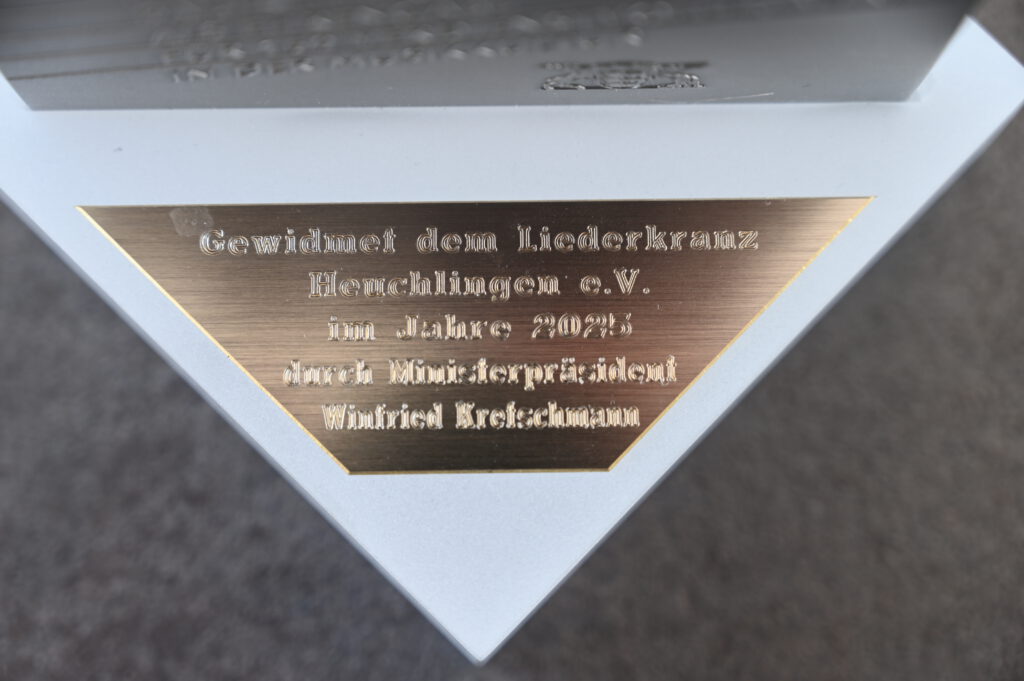 Gewidmet dem Liederkranz
Heuchlingen e.V.
im Jahre 2025
durch Ministerpräsident
Winfried Kretschmann